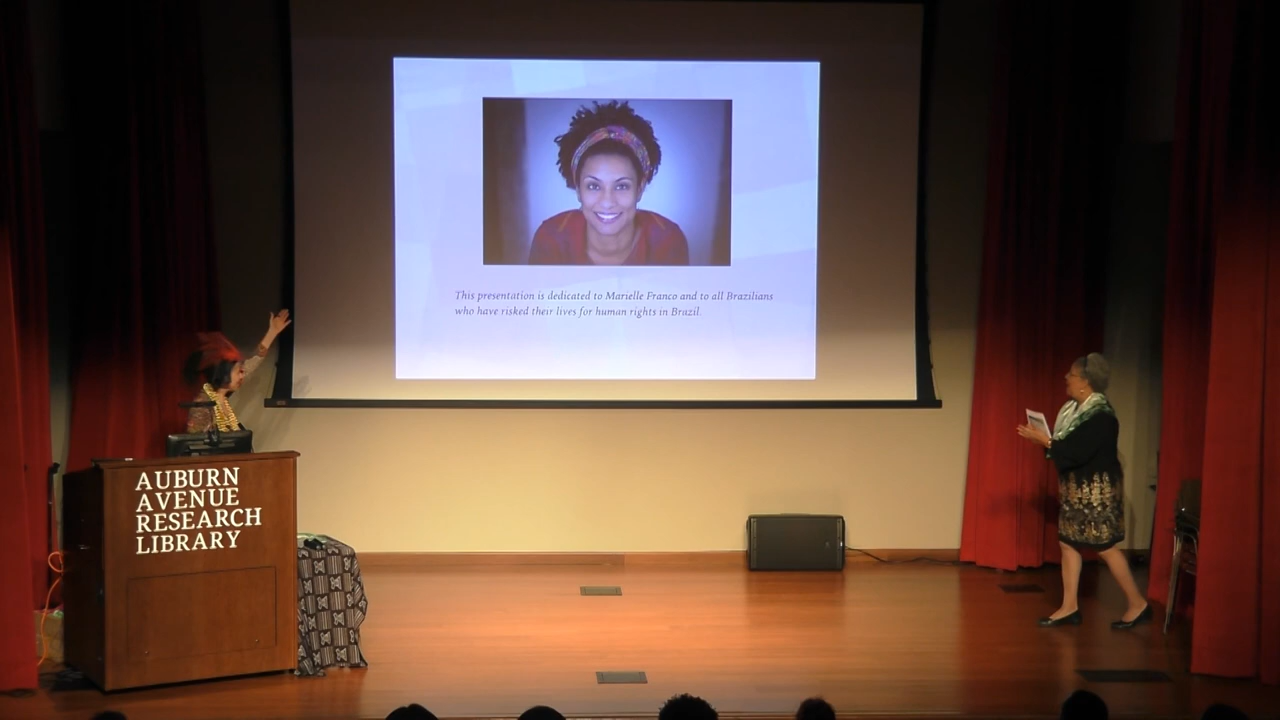 This presentation is dedicated to Marielle Franco and to all Brazilians
who have risked their lives for human rights in Brazil.
AUBURN
AVENUE
RESEARCH
LIBRARY